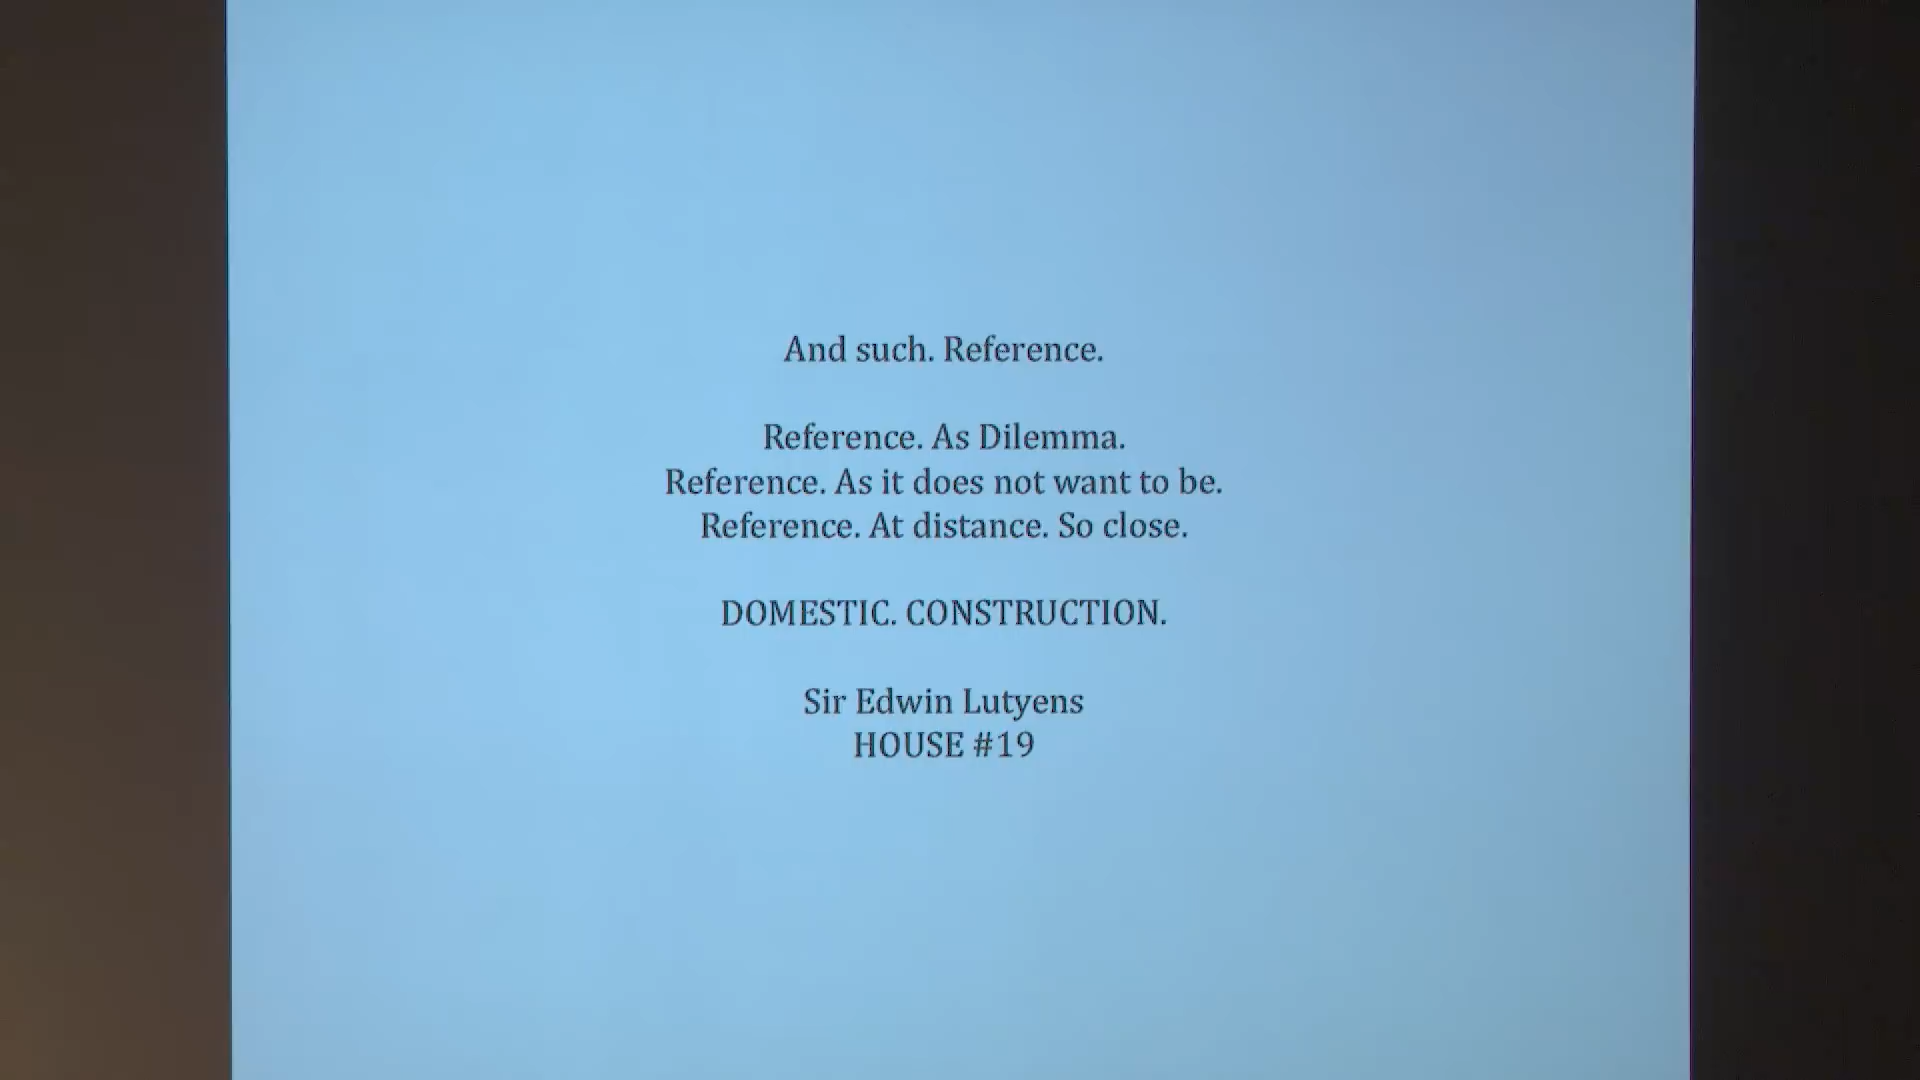 And such. Reference.
Reference. As Dilemma.
Reference. As it does not want to be.
Reference. At distance. So close.
DOMESTIC. CONSTRUCTION.
Sir Edwin Lutyens
HOUSE #19